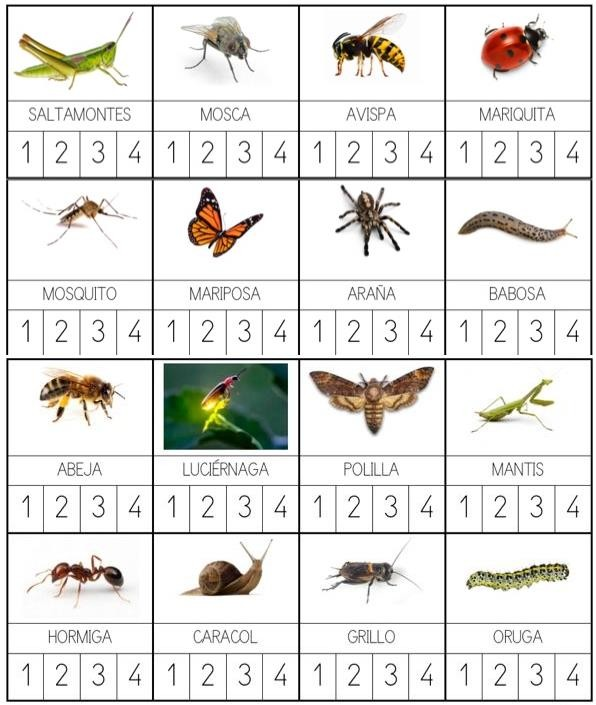 SALTAMONTES MOSCA AVISPA MARIQUITA
1 2 3 4 1 2 3 4 1 2 3 4 1 2 3 4
MOSQUITO MARIPOSA ARAÑA BABOSA
1 2 3 4 1 2 3 4 1 2 3 4 1 2 3 4
ABEJA LUCIÉRNAGA POLILLA MANTIS
1 2 3 4 1 2 3 4 1 2 3 4 1 2 3 4
HORMIGA CARACOL GRILLO ORUGA
1 2 3 4 1 2 3 4 1 2 3 4 1 2 3 4